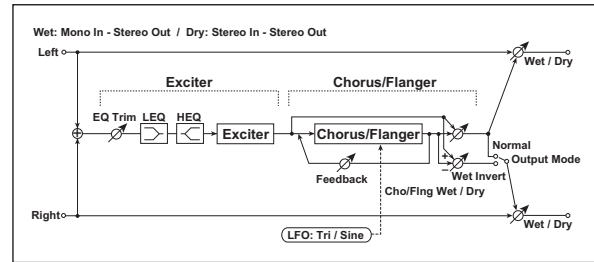 Wet: Mono In - Stereo Out / Dry: Stereo In - Stereo Out
Left
Wet / Dry
Exciter
Chorus/Flanger
EQ Trim
LEQ
HEQ
Exciter
Chorus/Flanger
+
−
Normal
Output Mode
Wet Invert
Feedback
Cho/Flng Wet / Dry
Right
LFO: Tri / Sine
Wet / Dry